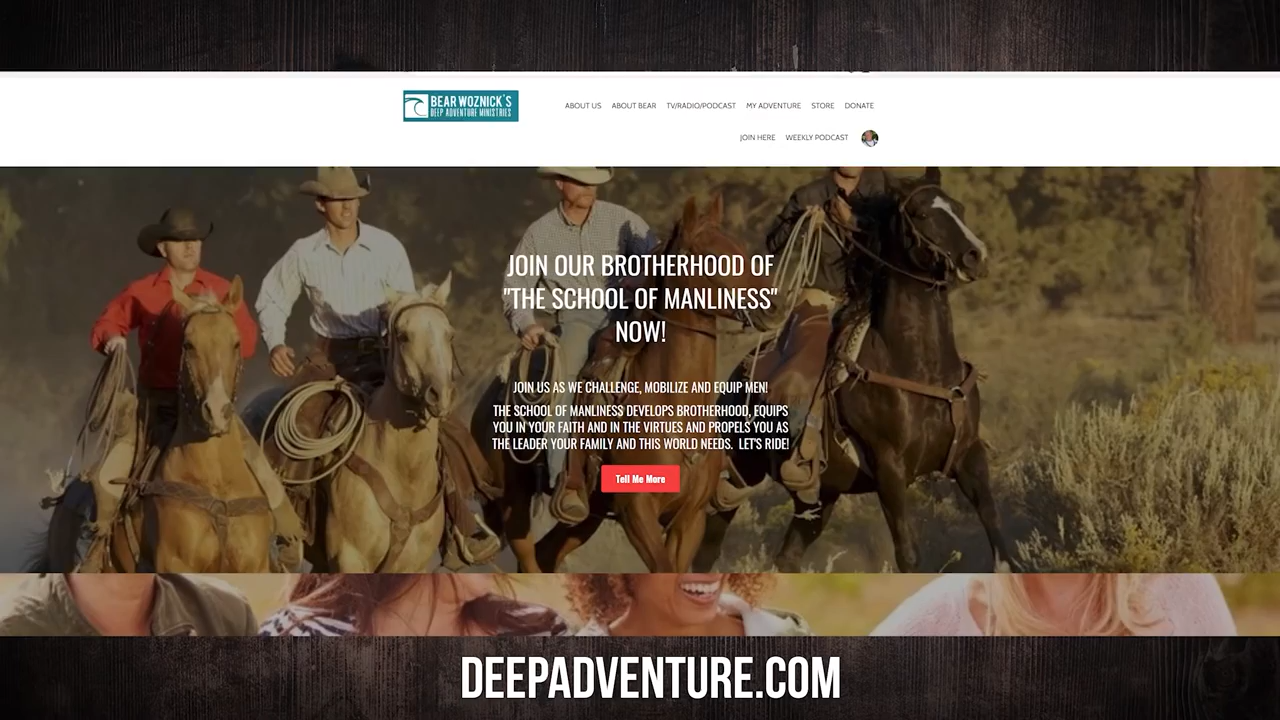 BEAR WOZNICK'S
DEEP ADVENTURE MINISTRIES
ABOUT US ABOUT BEAR TV/RADIO/PODCAST MY ADVENTURE STORE DONATE
JOIN HERE WEEKLY PODCAST
JOIN OUR BROTHERHOOD OF
"THE SCHOOL OF MANLINESS"
NOW!
JOIN US AS WE CHALLENGE, MOBILIZE AND EQUIP MEN!
THE SCHOOL OF MANLINESS DEVELOPS BROTHERHOOD, EQUIPS
YOU IN YOUR FAITH AND IN THE VIRTUES AND PROPELS YOU AS
THE LEADER YOUR FAMILY AND THIS WORLD NEEDS. LET'S RIDE!
Tell Me More
DEEPADVENTURE.COM